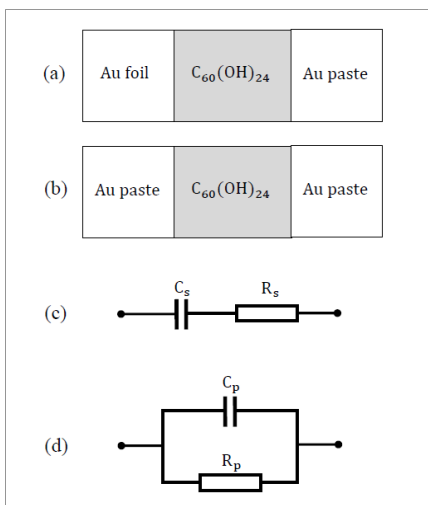 (a) Au foil C₆₀(OH)₂₄ Au paste
(b) Au paste C₆₀(OH)₂₄ Au paste
Cₛ Rₛ
(c)
Cₚ
(d)
Rₚ